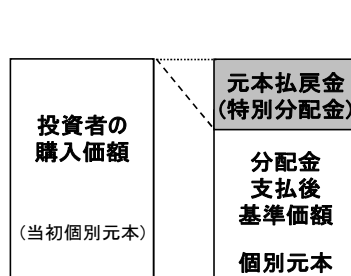 投資者の
購入価額
(当初個別元本)
元本払戻金
(特別分配金)
分配金
支払後
基準価額
個別元本